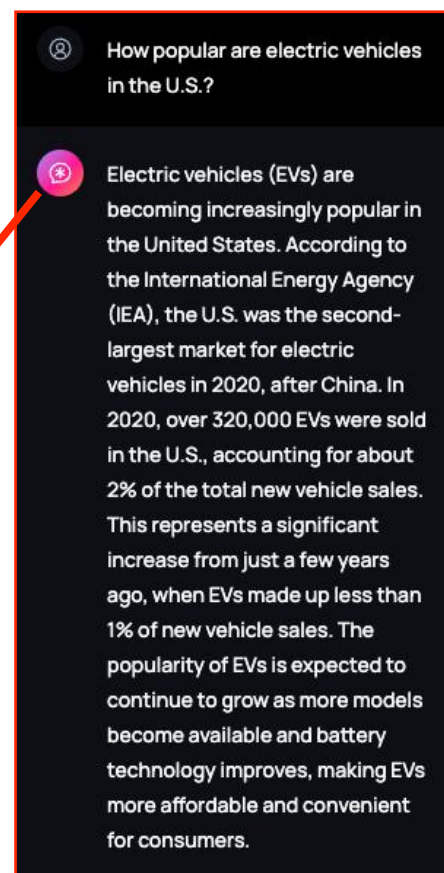 How popular are electric vehicles
in the U.S.?
Electric vehicles (EVs) are
becoming increasingly popular in
the United States. According to
the International Energy Agency
(IEA), the U.S. was the second-
largest market for electric
vehicles in 2020, after China. In
2020, over 320,000 EVs were sold
in the U.S., accounting for about
2% of the total new vehicle sales.
This represents a significant
increase from just a few years
ago, when EVs made up less than
1% of new vehicle sales. The
popularity of EVs is expected to
continue to grow as more models
become available and battery
technology improves, making EVs
more affordable and convenient
for consumers.